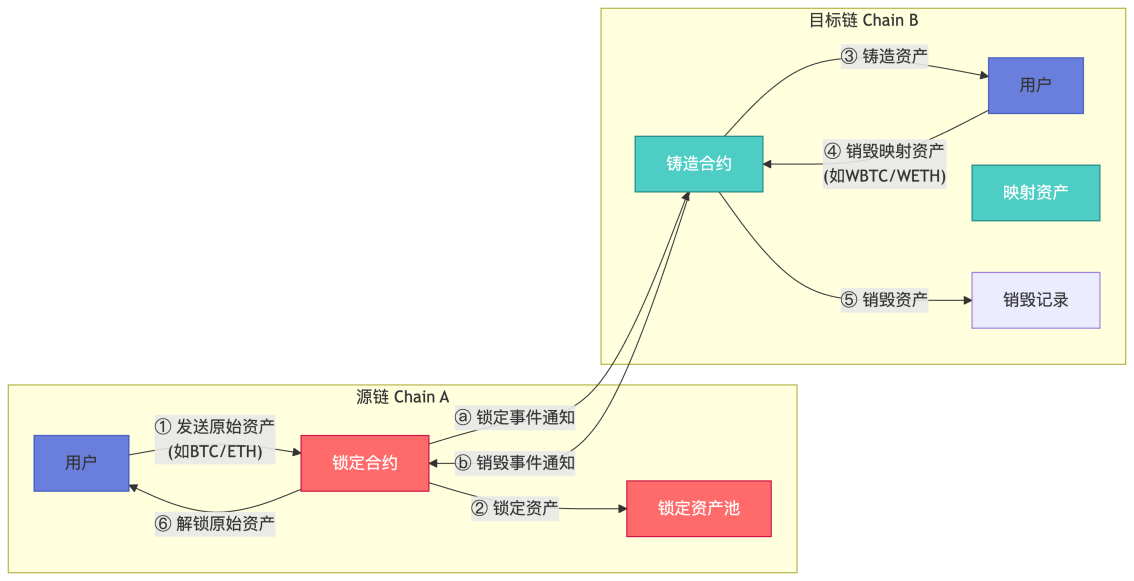 目标链 Chain B
③ 铸造资产
用户
铸造合约
④ 销毁映射资产
(如WBTC/WETH)
映射资产
⑤ 销毁资产
销毁记录
源链 Chain A
① 发送原始资产
(如BTC/ETH)
用户
锁定合约
ⓐ 锁定事件通知
ⓑ 销毁事件通知
② 锁定资产
锁定资产池
⑥ 解锁原始资产